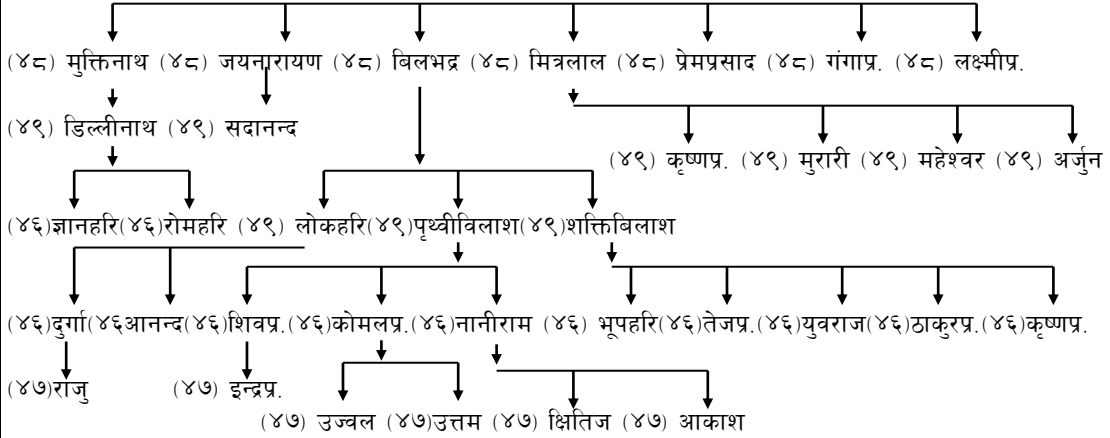 (४८) मुक्तिनाथ (४८) जयनारायण (४८) बिलभद्र (४८) मित्रलाल (४८) प्रेमप्रसाद (४८) गंगाप्र. (४८) लक्ष्मीप्र.
(४९) डिल्लीनाथ (४९) सदानन्द
(४९) कृष्णप्र. (४९) मुरारी (४९) महेश्वर (४९) अर्जुन
(४६)ज्ञानहरि(४६)रोमहरि (४९) लोकहरि(४९)पृथ्वीविलाश(४९)शक्तिबिलाश
(४६)दुर्गा(४६आनन्द(४६)शिवप्र.(४६)कोमलप्र.(४६)नानीराम (४६) भूपहरि(४६)तेजप्र.(४६)युवराज(४६)ठाकुरप्र.(४६)कृष्णप्र.
(४७)राजु (४७) इन्द्रप्र.
(४७) उज्वल (४७)उत्तम (४७) क्षितिज (४७) आकाश